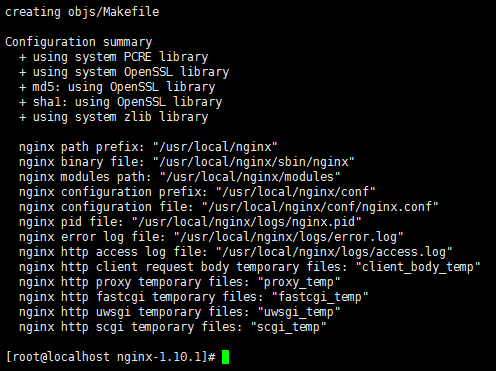 creating objs/Makefile
Configuration summary
+ using system PCRE library
+ using system OpenSSL library
+ md5: using OpenSSL library
+ sha1: using OpenSSL library
+ using system zlib library
nginx path prefix: "/usr/local/nginx"
nginx binary file: "/usr/local/nginx/sbin/nginx"
nginx modules path: "/usr/local/nginx/modules"
nginx configuration prefix: "/usr/local/nginx/conf"
nginx configuration file: "/usr/local/nginx/conf/nginx.conf"
nginx pid file: "/usr/local/nginx/logs/nginx.pid"
nginx error log file: "/usr/local/nginx/logs/error.log"
nginx http access log file: "/usr/local/nginx/logs/access.log"
nginx http client request body temporary files: "client_body_temp"
nginx http proxy temporary files: "proxy_temp"
nginx http fastcgi temporary files: "fastcgi_temp"
nginx http uwsgi temporary files: "uwsgi_temp"
nginx http scgi temporary files: "scgi_temp"
[root@localhost nginx-1.10.1]#